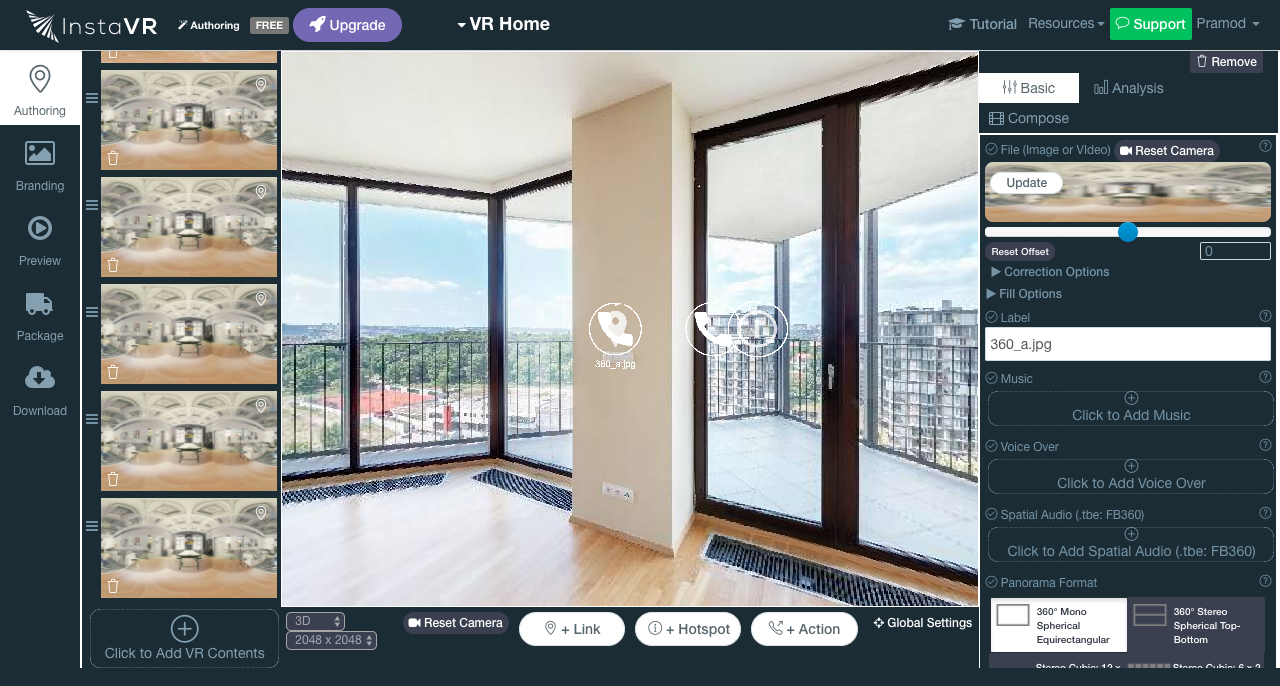 InstaVR
Authoring
FREE
Upgrade
VR Home
Tutorial
Resources
Support
Pramod
Authoring
Branding
Preview
Package
Download
Click to Add VR Contents
360_a.jpg
3D
2048 x 2048
Reset Camera
+ Link
+ Hotspot
+ Action
Global Settings
Remove
Basic
Analysis
Compose
File (Image or VIdeo)
Reset Camera
Update
Reset Offset
0
Correction Options
Fill Options
Label
360_a.jpg
Music
Click to Add Music
Voice Over
Click to Add Voice Over
Spatial Audio (.tbe: FB360)
Click to Add Spatial Audio (.tbe: FB360)
Panorama Format
360° Mono
Spherical
Equirectangular
360° Stereo
Spherical Top-
Bottom
Stereo Cubic: 12 x
Stereo Cubic: 6 x 2